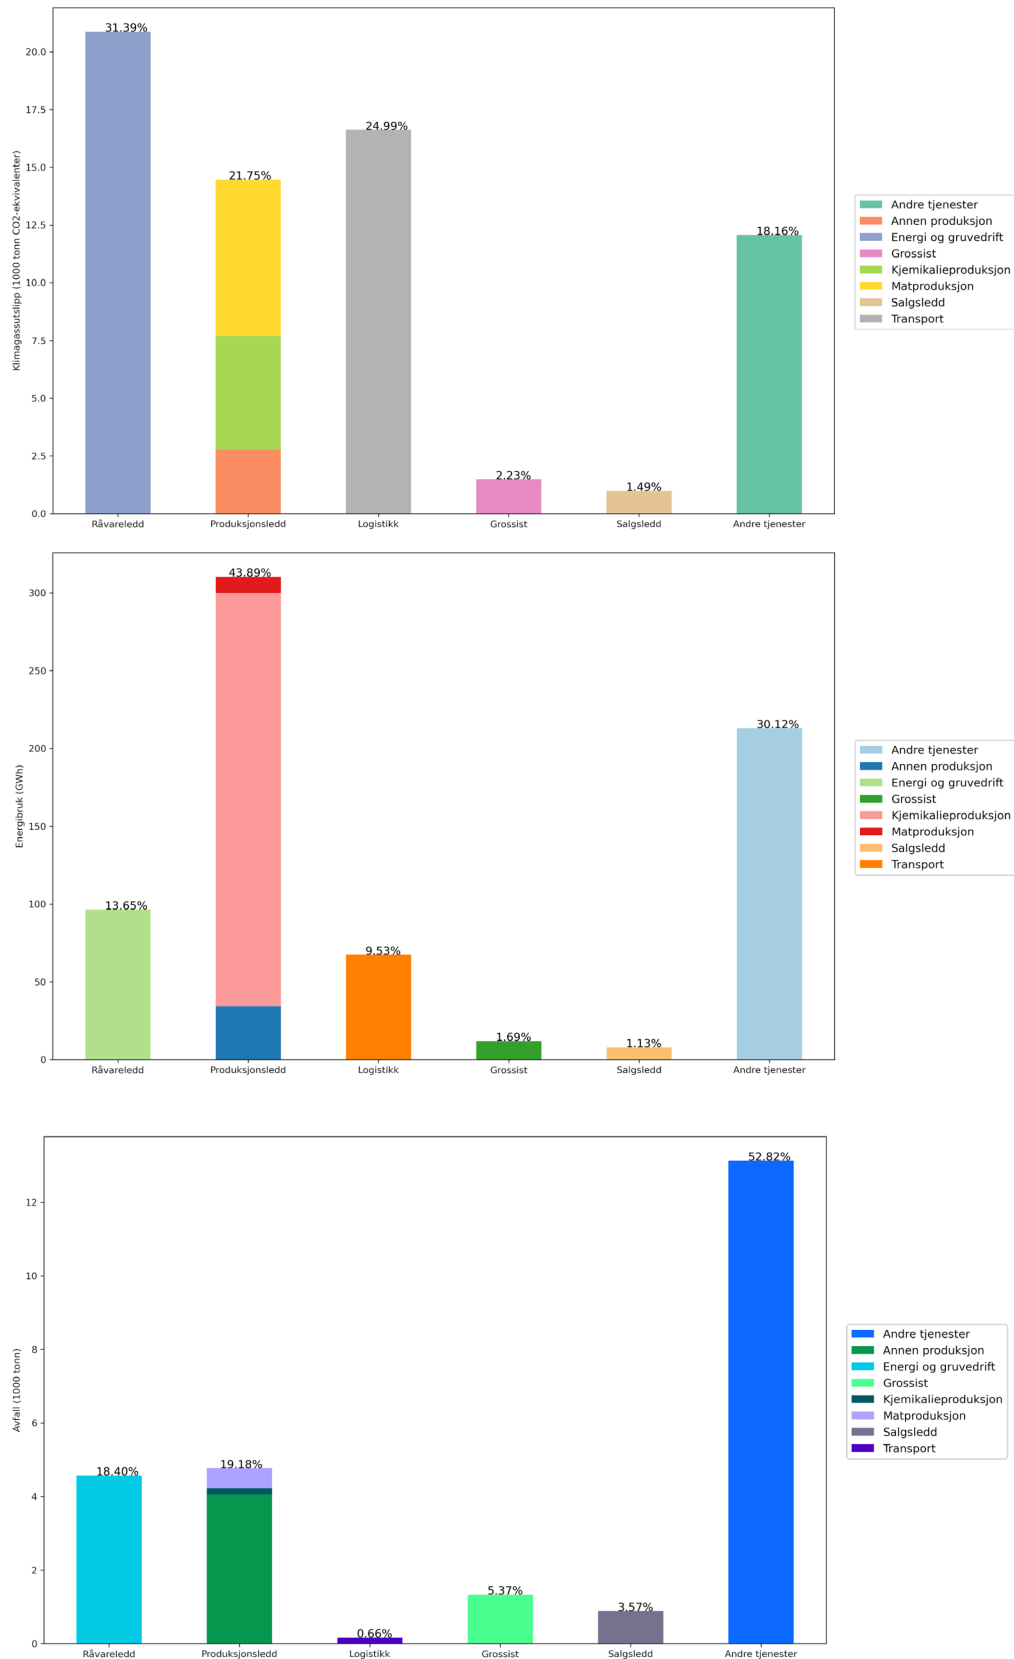 31.39%
20.0
Klimagassutslipp (1000 tonn CO2-ekvivalenter)
24.99%
17.5
21.75%
15.0
Andre tjenester
Annen produksjon
12.5
18.16%
Energi og gruvedrift
Grossist
10.0
Kjemikalieproduksjon
Matproduksjon
Salgsledd
7.5
Transport
5.0
2.5
2.23%
1.49%
0.0
Råvareledd Produksjonsledd Logistikk Grossist Salgsledd Andre tjenester
43.89%
300
Energibruk (GWh)
250
30.12%
200
Andre tjenester
Annen produksjon
Energi og gruvedrift
150
Grossist
Kjemikalieproduksjon
Matproduksjon
Salgsledd
Transport
13.65%
100
9.53%
50
1.69%
1.13%
0
Råvareledd Produksjonsledd Logistikk Grossist Salgsledd Andre tjenester
52.82%
12
Avfall (1000 tonn)
10
8
Andre tjenester
Annen produksjon
Energi og gruvedrift
Grossist
Kjemikalieproduksjon
Matproduksjon
Salgsledd
Transport
6
18.40%
19.18%
4
2
5.37%
3.57%
0.66%
0
Råvareledd Produksjonsledd Logistikk Grossist Salgsledd Andre tjenester